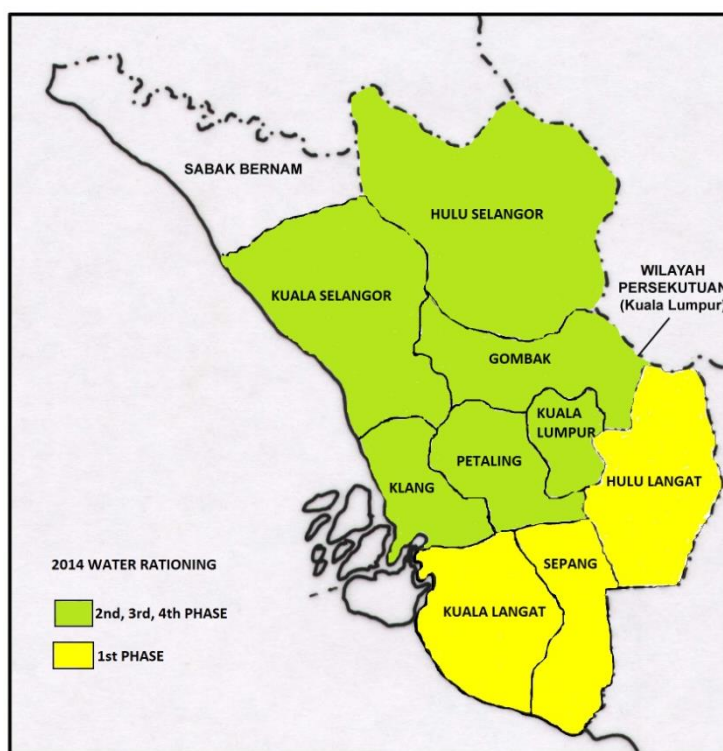 SABAK BERNAM
HULU SELANGOR
WILAYAH
PERSEKUTUAN
(Kuala Lumpur)
KUALA SELANGOR
GOMBAK
KUALA
LUMPUR
PETALING
KLANG
HULU LANGAT
2014 WATER RATIONING
SEPANG
2nd, 3rd, 4th PHASE
KUALA LANGAT
1st PHASE